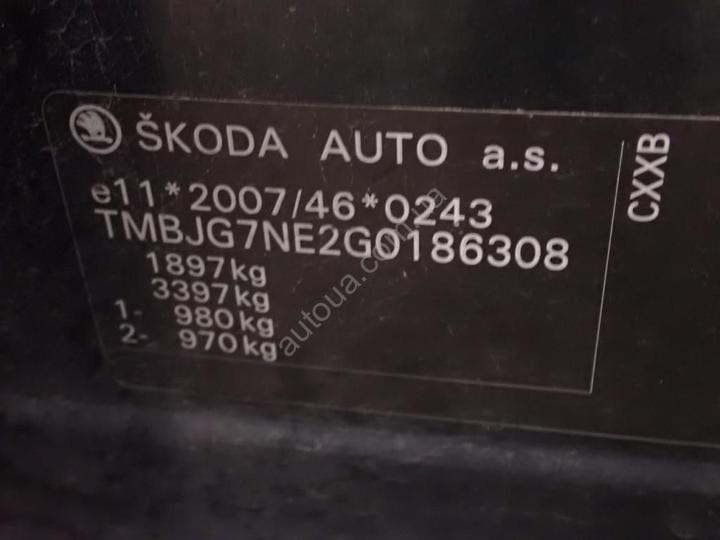 ŠKODA AUTO a.s.
e11*2007/46*0243
TMBJG7NE2G0186308
1897kg
3397kg
1- 980kg
2- 970kg
CXXB
autoua.com.ua